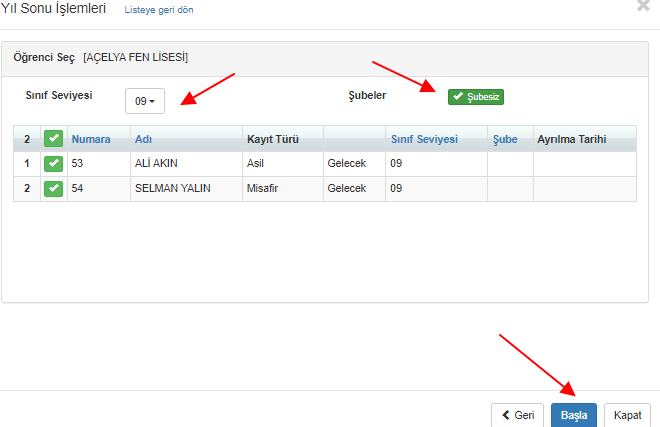 Yıl Sonu İşlemleri Listeye geri dön
Öğrenci Seç [AÇELYA FEN LİSESİ]
Sınıf Seviyesi 09 Şubeler Şubesiz
2 Numara Adı Kayıt Türü Sınıf Seviyesi Şube Ayrılma Tarihi
1 53 ALİ AKIN Asil Gelecek 09
2 54 SELMAN YALIN Misafir Gelecek 09
Geri Başla Kapat